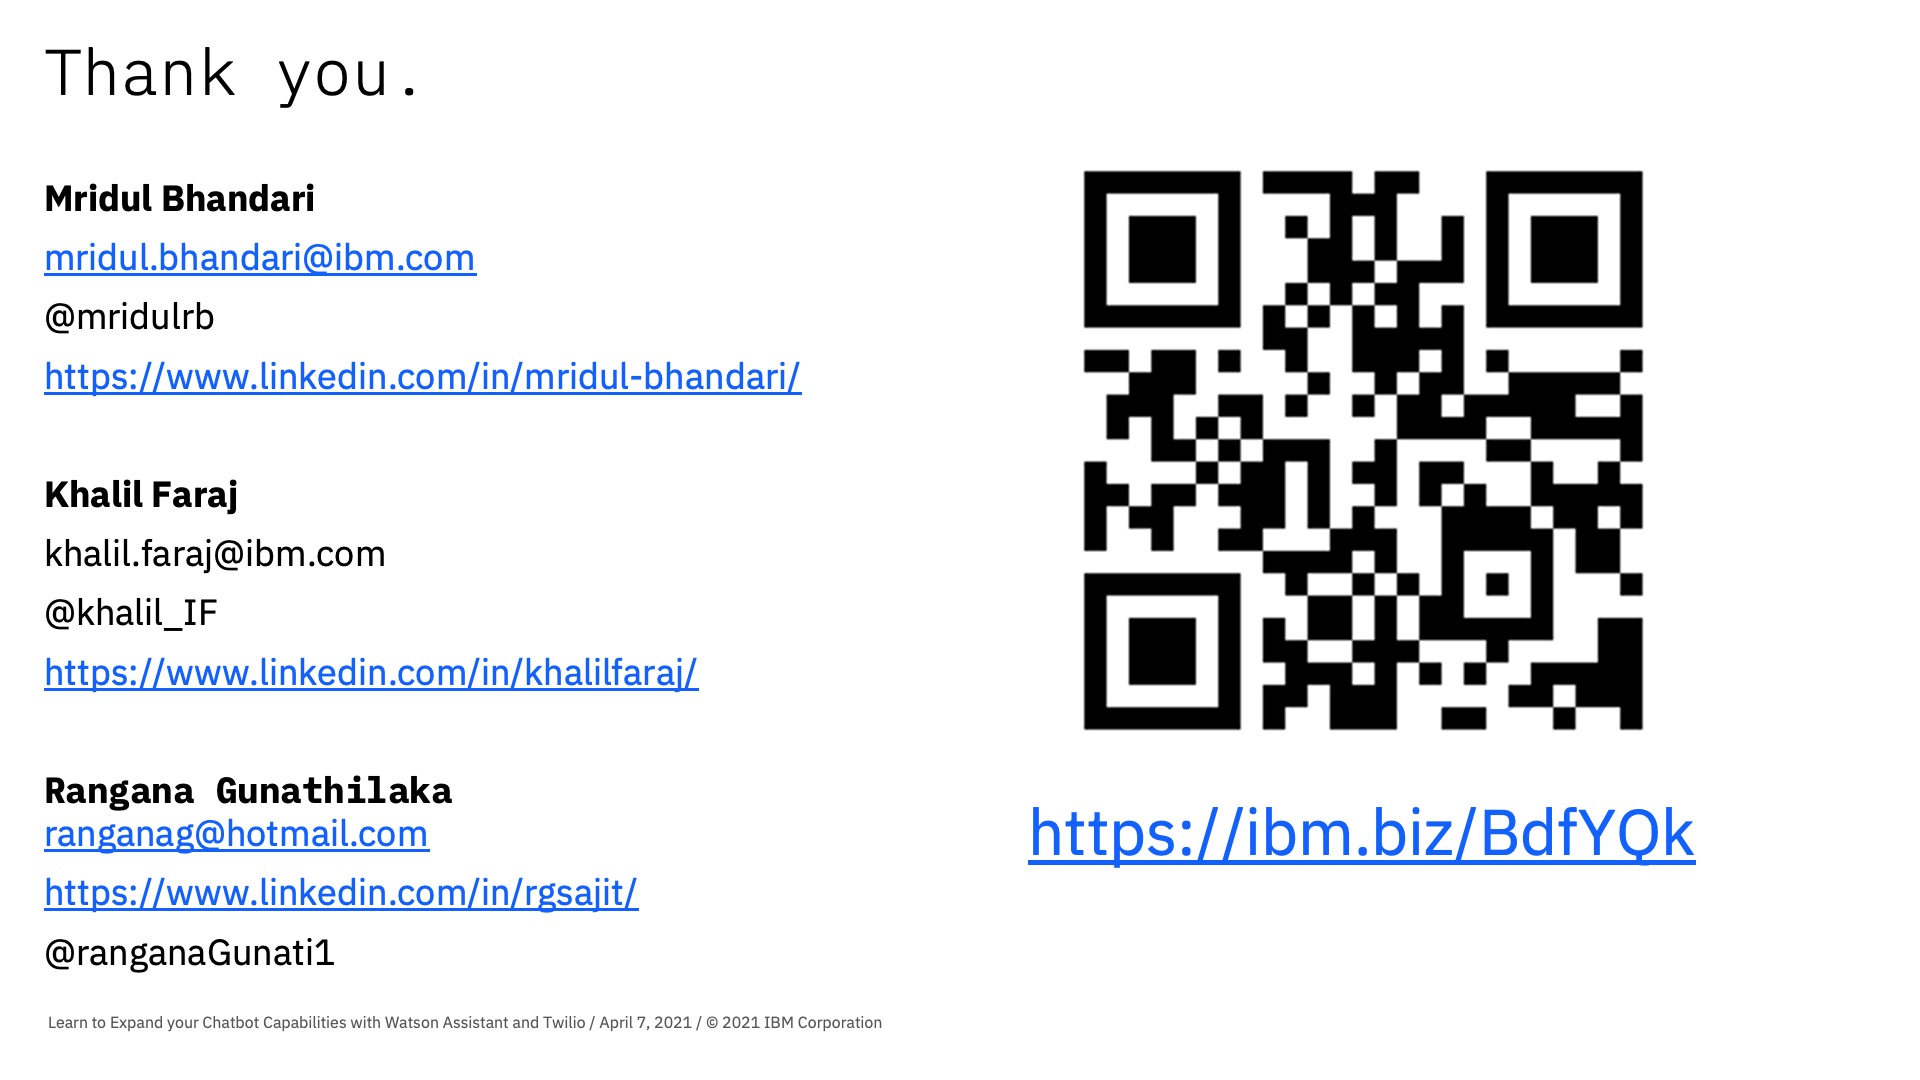 Thank you.
Mridul Bhandari
mridul.bhandari@ibm.com
@mridulrb
https://www.linkedin.com/in/mridul-bhandari/
Khalil Faraj
khalil.faraj@ibm.com
@khalil_IF
https://www.linkedin.com/in/khalilfaraj/
Rangana Gunathilaka
ranganag@hotmail.com
https://www.linkedin.com/in/rgsajit/
@ranganaGunati1
https://ibm.biz/BdfYQk
Learn to Expand your Chatbot Capabilities with Watson Assistant and Twilio / April 7, 2021 / © 2021 IBM Corporation